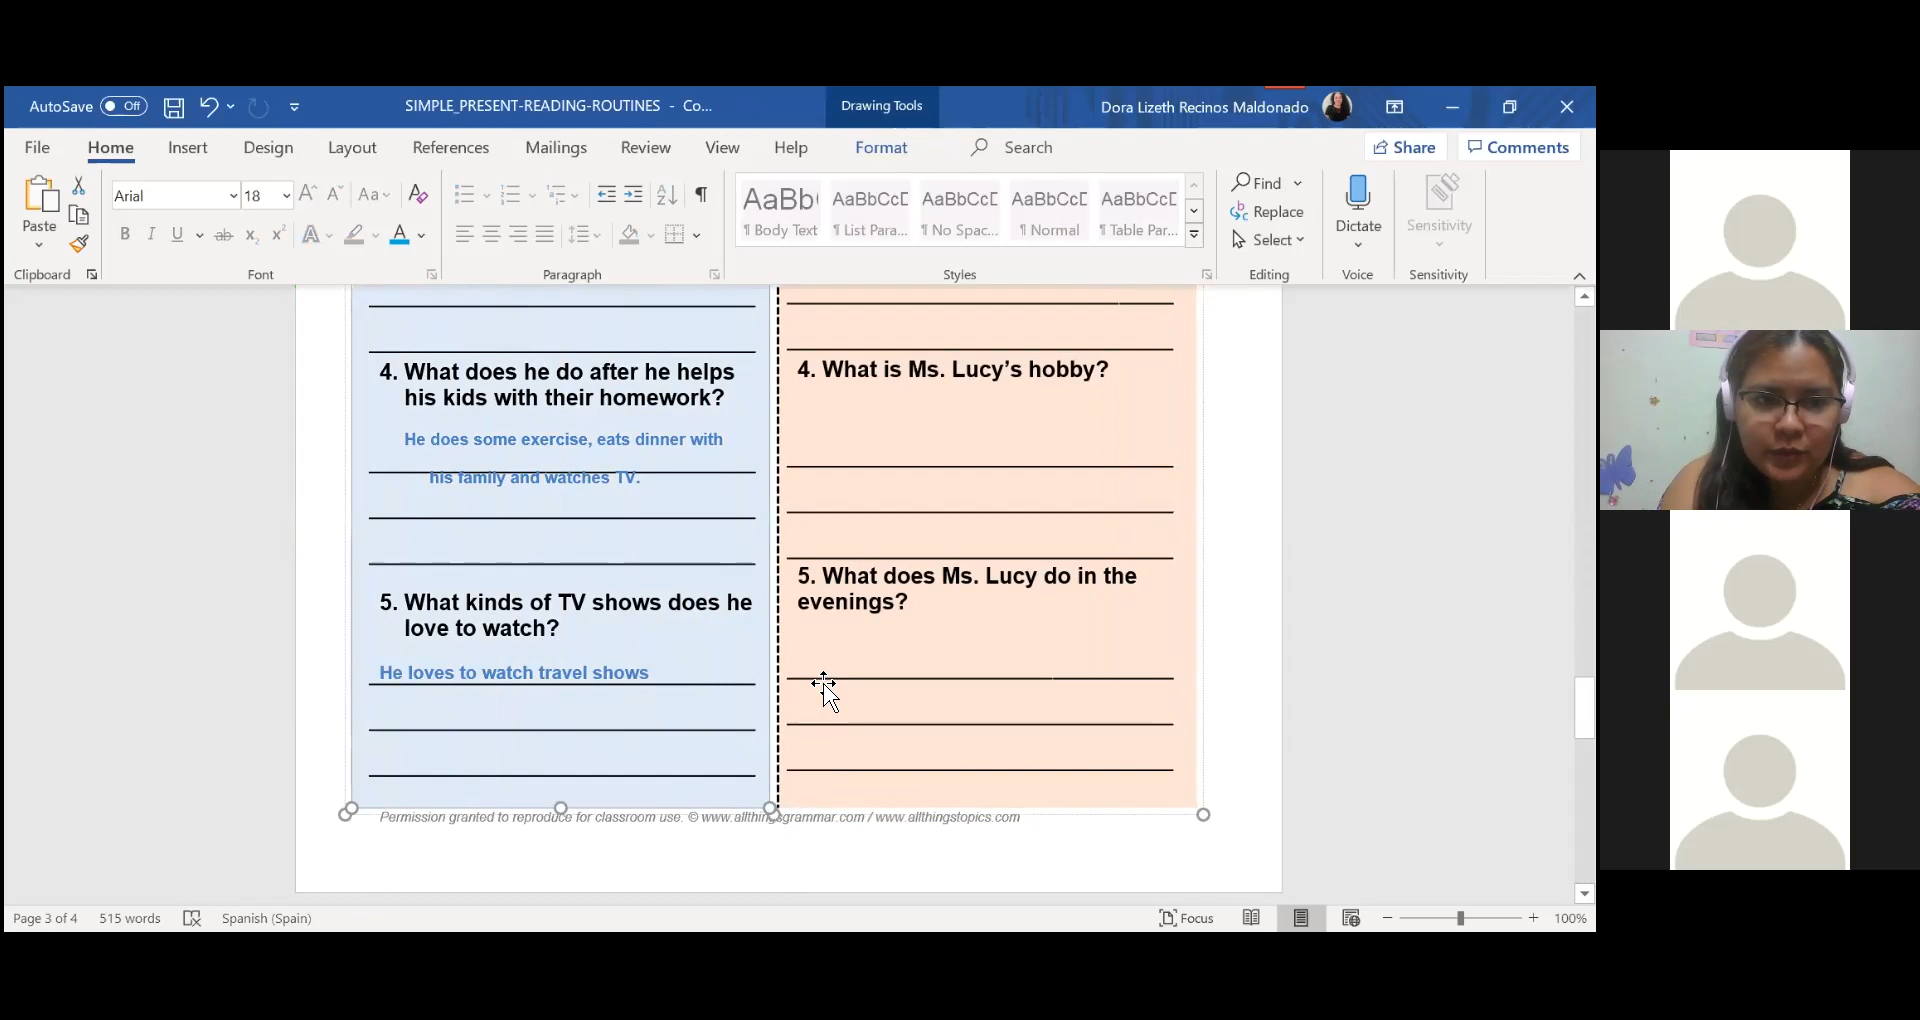 AutoSave Off SIMPLE_PRESENT-READING-ROUTINES - Co... Drawing Tools Dora Lizeth Recinos Maldonado
File Home Insert Design Layout References Mailings Review View Help Format Search Share Comments
Paste
Clipboard
Arial 18
Font
Paragraph
AaBb( AaBbCcD AaBbCcD AaBbCcD AaBbCcD
¶ Body Text ¶ List Para... ¶ No Spac... ¶ Normal ¶ Table Par...
Styles
Find
Replace
Select
Editing
Dictate
Voice
Sensitivity
Sensitivity
4. What does he do after he helps
his kids with their homework?
He does some exercise, eats dinner with
his family and watches TV.
5. What kinds of TV shows does he
love to watch?
He loves to watch travel shows
4. What is Ms. Lucy’s hobby?
5. What does Ms. Lucy do in the
evenings?
Permission granted to reproduce for classroom use. © www.allthingsgrammar.com / www.allthingstopics.com
Page 3 of 4 515 words Spanish (Spain) Focus 100%